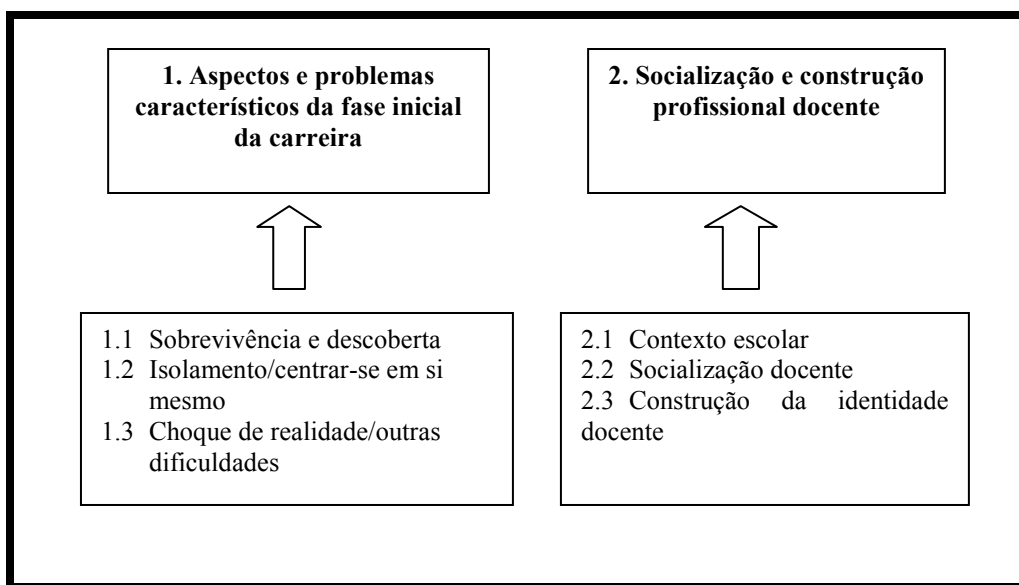 1. Aspectos e problemas
característicos da fase inicial
da carreira
2. Socialização e construção
profissional docente
1.1 Sobrevivência e descoberta
1.2 Isolamento/centrar-se em si
mesmo
1.3 Choque de realidade/outras
dificuldades
2.1 Contexto escolar
2.2 Socialização docente
2.3 Construção da identidade
docente